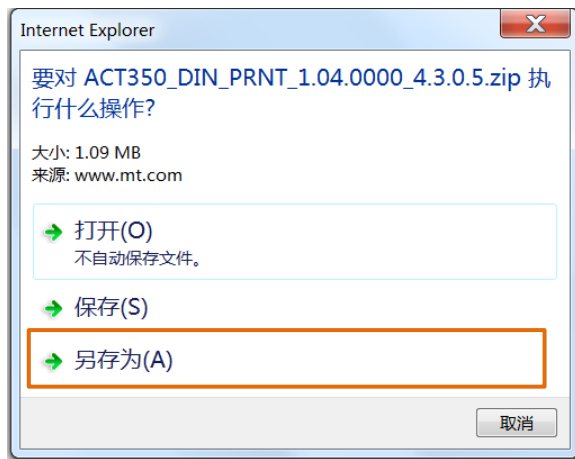 Internet Explorer
要对 ACT350_DIN_PRNT_1.04.0000_4.3.0.5.zip 执
行什么操作?
大小: 1.09 MB
来源: www.mt.com
打开(O)
不自动保存文件。
保存(S)
另存为(A)
取消